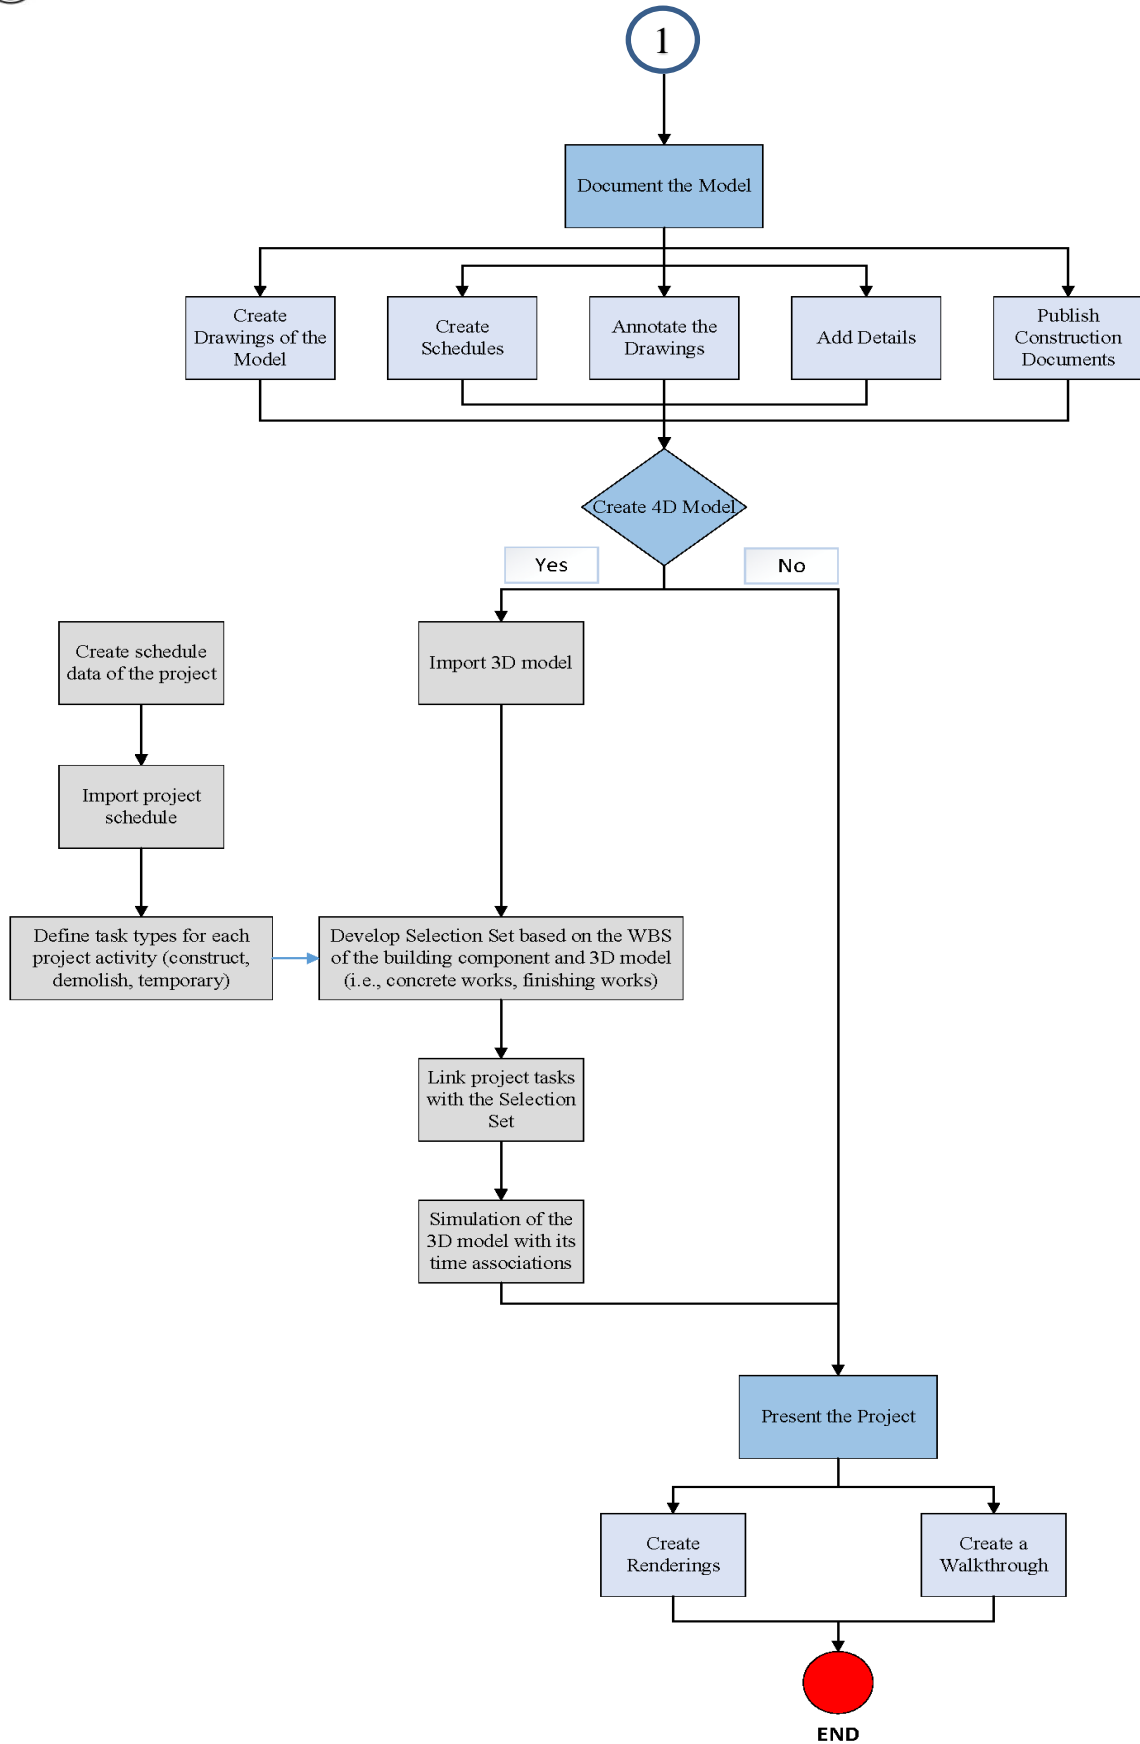 1
Document the Model
Create
Drawings of the
Model
Create
Schedules
Annotate the
Drawings
Add Details
Publish
Construction
Documents
Create 4D Model
Yes
No
Create schedule
data of the project
Import 3D model
Import project
schedule
Define task types for each
project activity (construct,
demolish, temporary)
Develop Selection Set based on the WBS
of the building component and 3D model
(i.e., concrete works, finishing works)
Link project tasks
with the Selection
Set
Simulation of the
3D model with its
time associations
Present the Project
Create
Renderings
Create a
Walkthrough
END